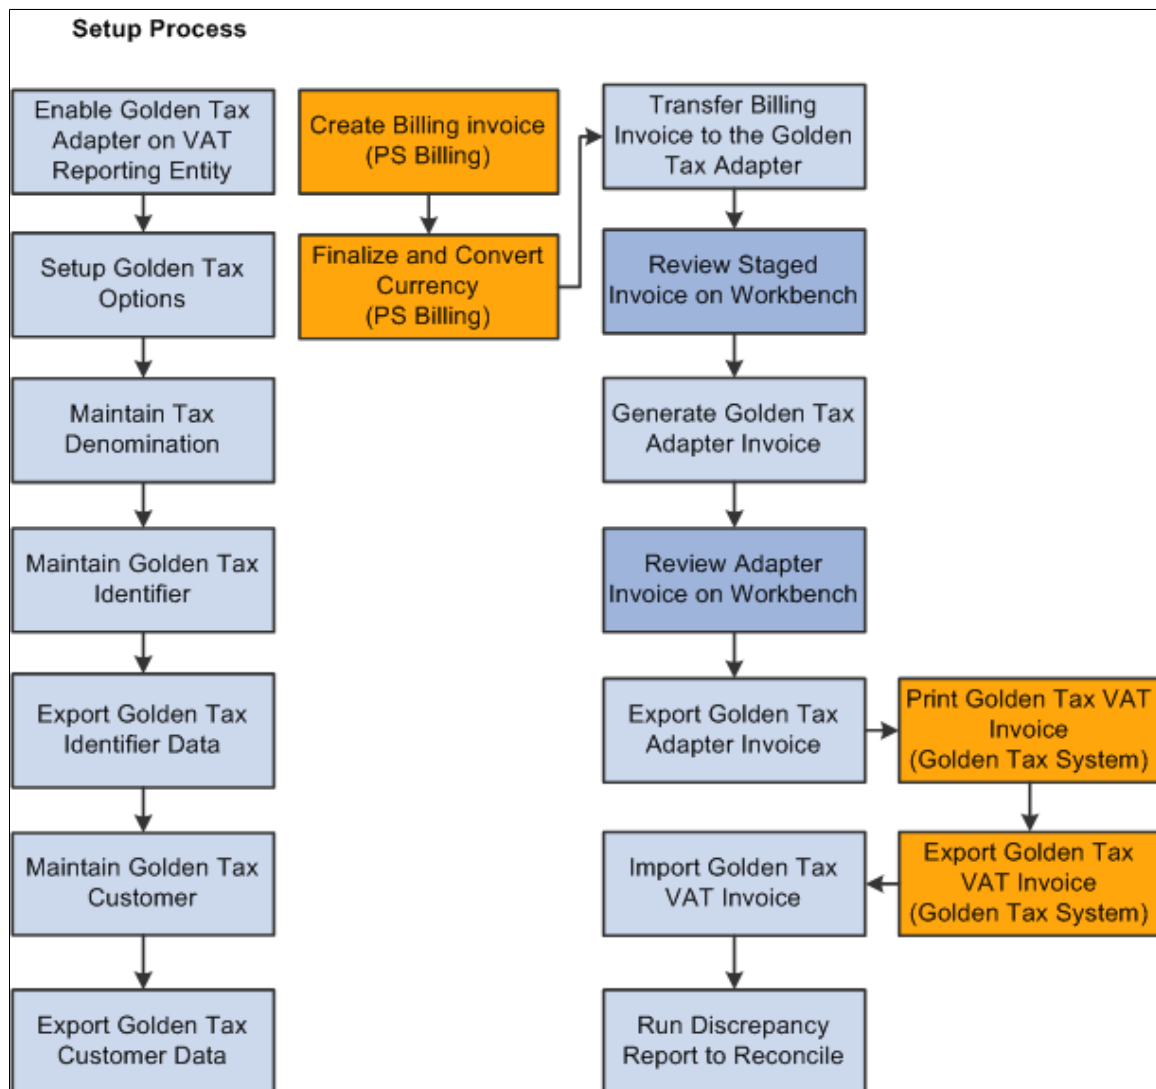 Setup Process
Enable Golden Tax
Adapter on VAT
Reporting Entity
Setup Golden Tax
Options
Maintain Tax
Denomination
Maintain Golden Tax
Identifier
Export Golden Tax
Identifier Data
Maintain Golden Tax
Customer
Export Golden Tax
Customer Data
Create Billing invoice
(PS Billing)
Finalize and Convert
Currency
(PS Billing)
Transfer Billing
Invoice to the Golden
Tax Adapter
Review Staged
Invoice on Workbench
Generate Golden Tax
Adapter Invoice
Review Adapter
Invoice on Workbench
Export Golden Tax
Adapter Invoice
Print Golden Tax VAT
Invoice
(Golden Tax System)
Export Golden Tax
VAT Invoice
(Golden Tax System)
Import Golden Tax
VAT Invoice
Run Discrepancy
Report to Reconcile